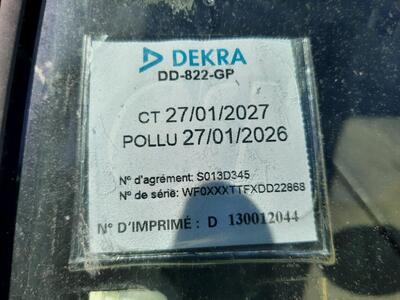 DEKRA
DD-822-GP
CT 27/01/2027
POLLU 27/01/2026
N° d'agrément: S013D345
N° de série: WF0XXXTTFXDD22868
N° D'IMPRIMÉ: D 130012044